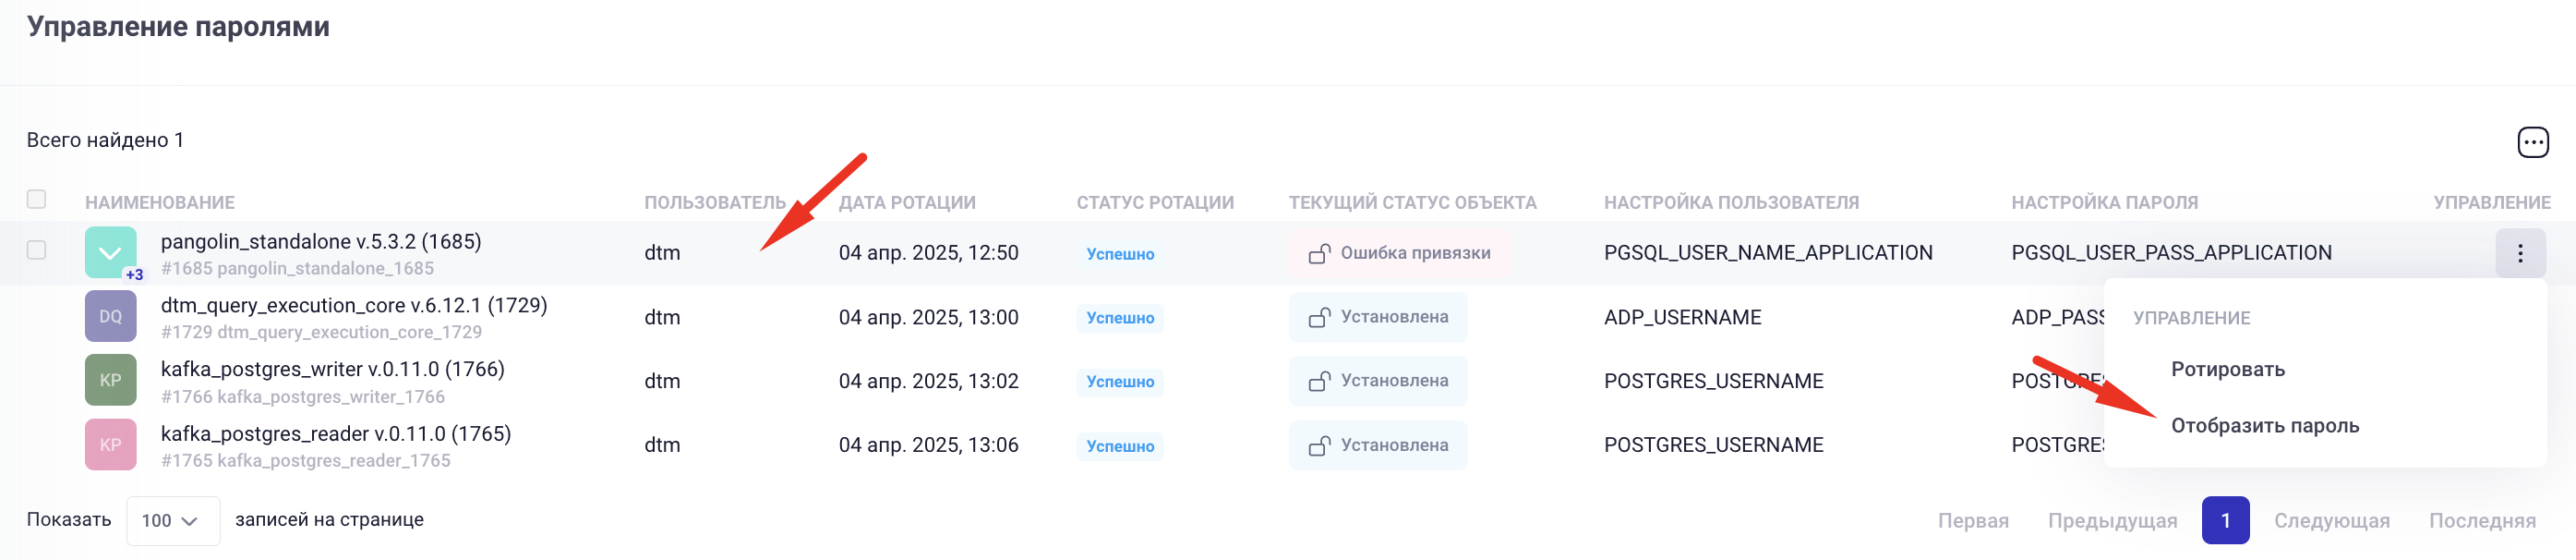 Управление паролями
Всего найдено 1
НАИМЕНОВАНИЕ ПОЛЬЗОВАТЕЛЬ ДАТА РОТАЦИИ СТАТУС РОТАЦИИ ТЕКУЩИЙ СТАТУС ОБЪЕКТА НАСТРОЙКА ПОЛЬЗОВАТЕЛЯ НАСТРОЙКА ПАРОЛЯ УПРАВЛЕНИЕ
pangolin_standalone v.5.3.2 (1685) dtm 04 апр. 2025, 12:50 Успешно Ошибка привязки PGSQL_USER_NAME_APPLICATION PGSQL_USER_PASS_APPLICATION
+3 #1685 pangolin_standalone_1685
DQ dtm_query_execution_core v.6.12.1 (1729) dtm 04 апр. 2025, 13:00 Успешно Установлена ADP_USERNAME ADP_PASS
#1729 dtm_query_execution_core_1729
KP kafka_postgres_writer v.0.11.0 (1766) dtm 04 апр. 2025, 13:02 Успешно Установлена POSTGRES_USERNAME
#1766 kafka_postgres_writer_1766
KP kafka_postgres_reader v.0.11.0 (1765) dtm 04 апр. 2025, 13:06 Успешно Установлена POSTGRES_USERNAME POSTGRES
#1765 kafka_postgres_reader_1765
УПРАВЛЕНИЕ
Ротировать
Отобразить пароль
Показать 100 записей на странице Первая Предыдущая 1 Следующая Последняя